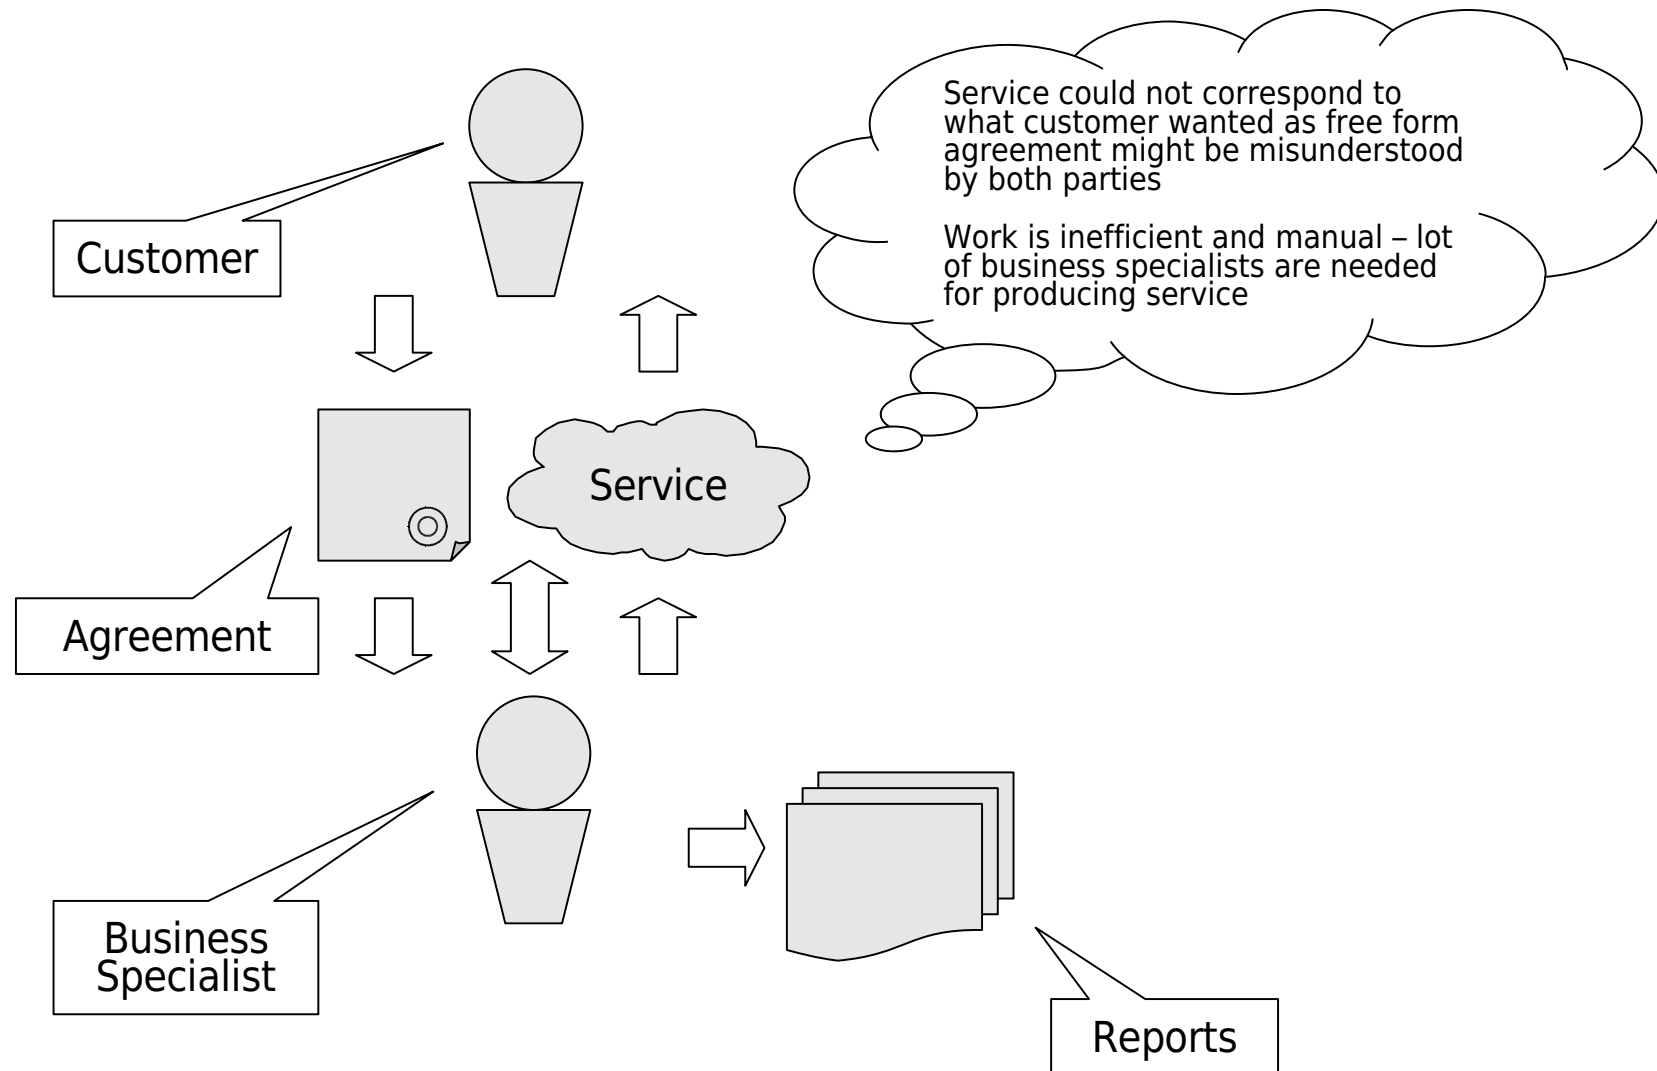 Service could not correspond to
what customer wanted as free form
agreement might be misunderstood
by both parties
Work is inefficient and manual – lot
of business specialists are needed
for producing service
Customer
Service
Agreement
Business
Specialist
Reports